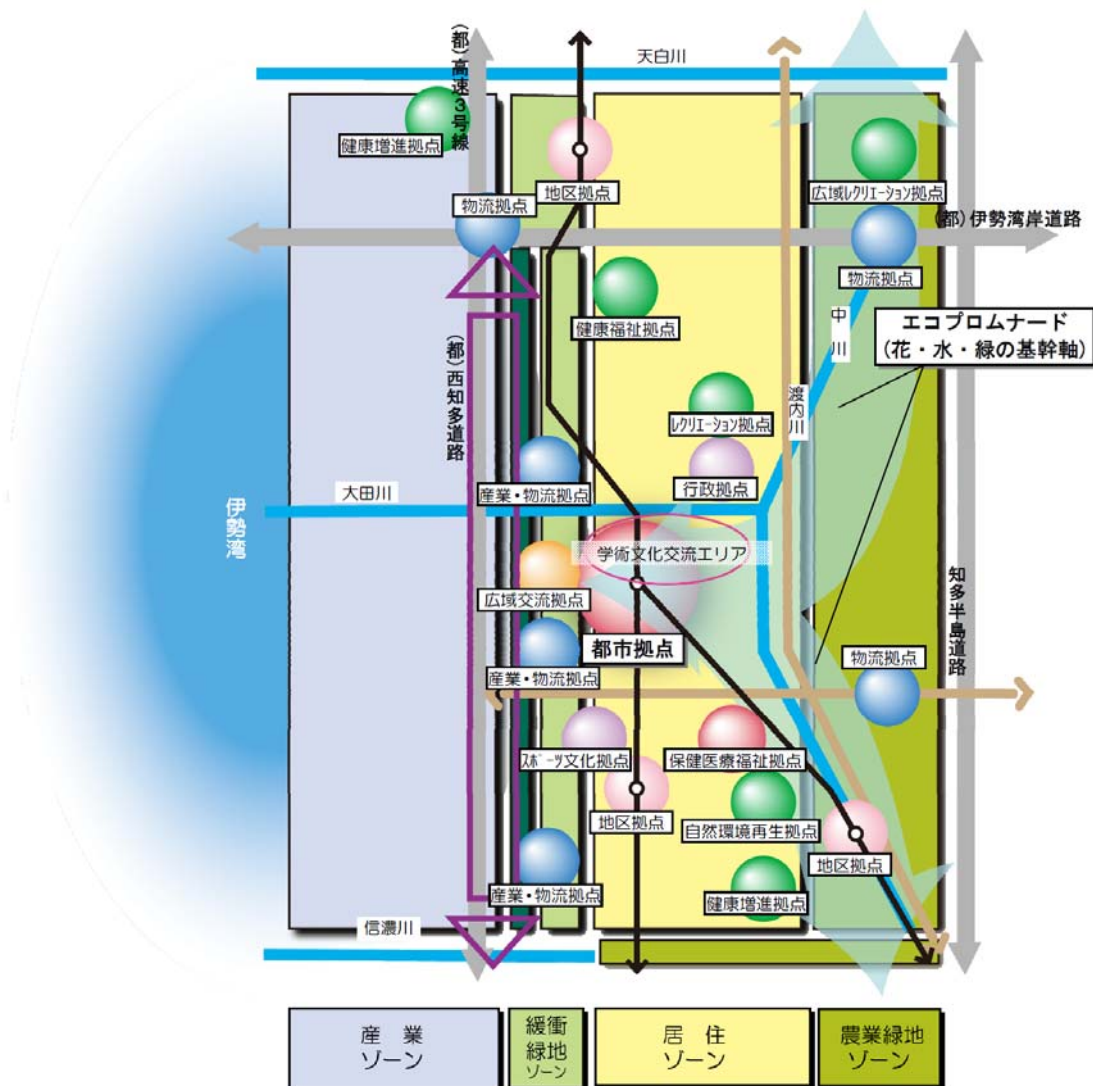 天白川
(都)高速3号線
健康増進拠点
地区拠点
広域レクリエーション拠点
物流拠点
(都)伊勢湾岸道路
物流拠点
健康福祉拠点
中川
エコプロムナード
(花・水・緑の基幹軸)
(都)西知多道路
渡内川
レクリエーション拠点
産業・物流拠点
行政拠点
大田川
伊勢湾
学術文化交流エリア
広域交流拠点
知多半島道路
都市拠点
物流拠点
産業・物流拠点
スポーツ文化拠点
保健医療福祉拠点
地区拠点
自然環境再生拠点
地区拠点
産業・物流拠点
健康増進拠点
信濃川
産業
ゾーン
緩衝
緑地
ゾーン
居住
ゾーン
農業緑地
ゾーン